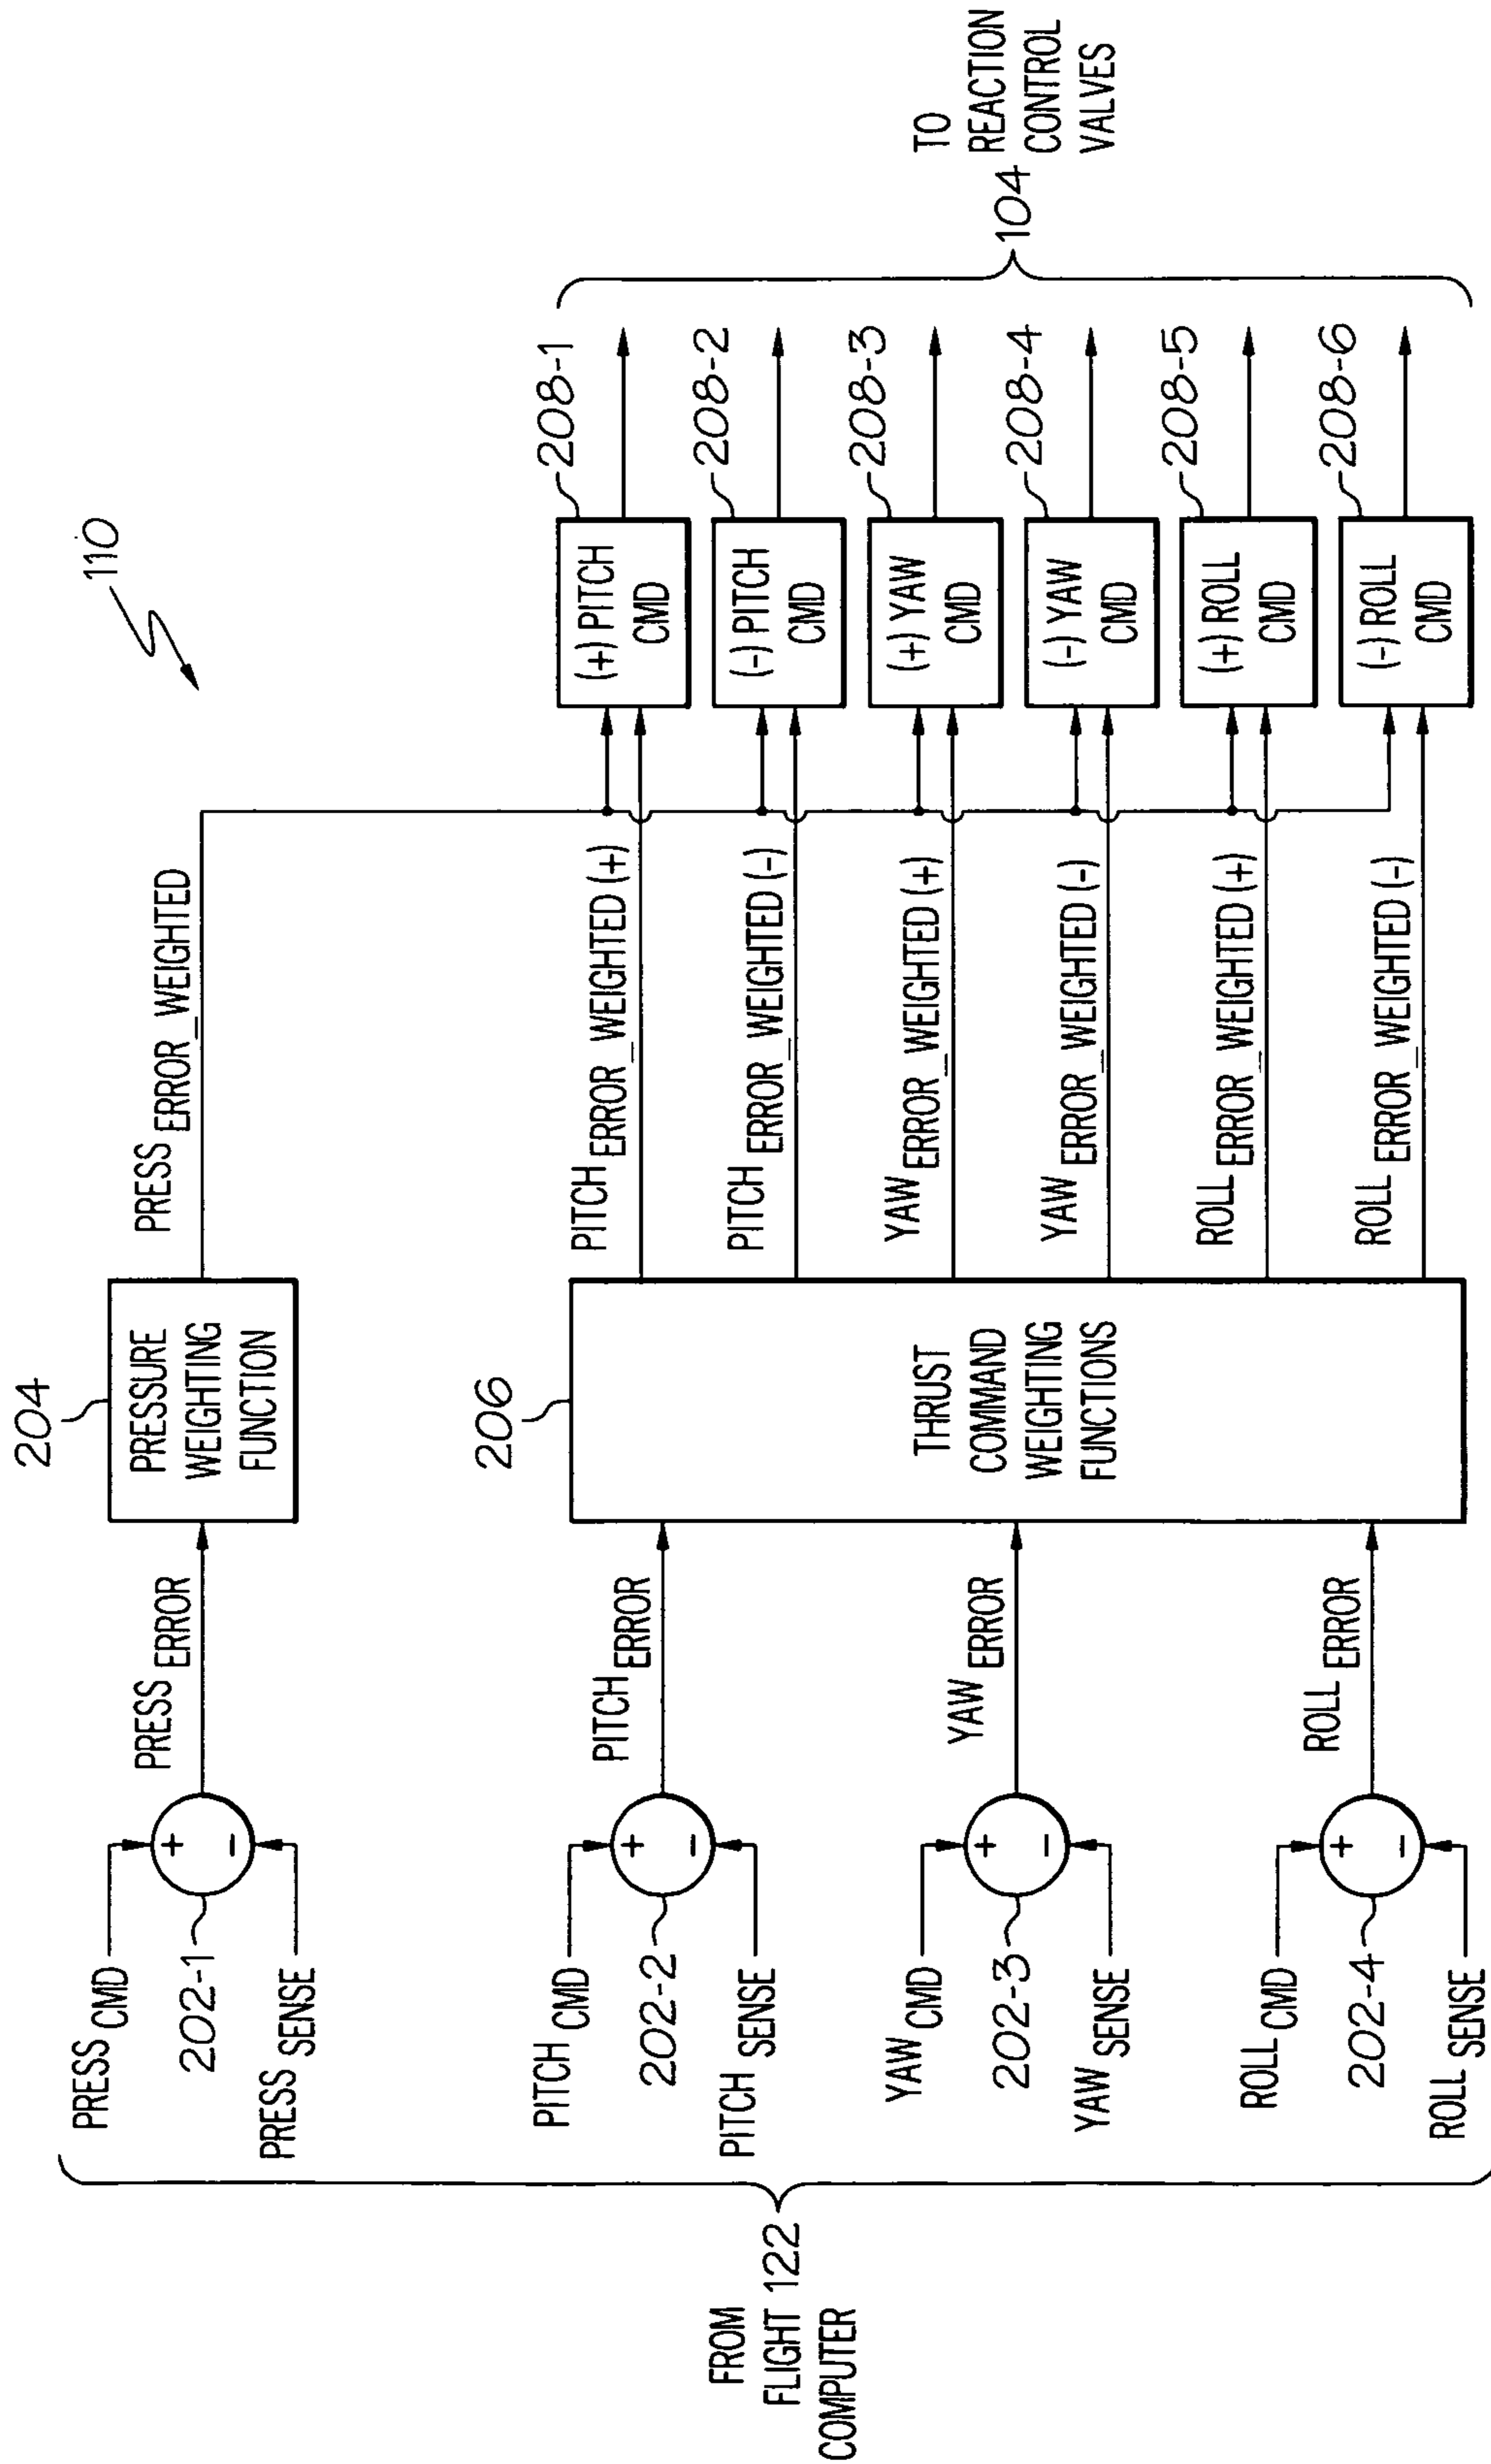 110
FROM
FLIGHT 122
COMPUTER
PRESS CMD
202-1
PRESS SENSE
PITCH CMD
202-2
PITCH SENSE
YAW CMD
202-3
YAW SENSE
ROLL CMD
202-4
ROLL SENSE
+
-
+
-
+
-
+
-
PRESS ERROR
PITCH ERROR
YAW ERROR
ROLL ERROR
204
PRESSURE
WEIGHTING
FUNCTION
206
THRUST
COMMAND
WEIGHTING
FUNCTIONS
PRESS ERROR_WEIGHTED
PITCH ERROR_WEIGHTED (+)
PITCH ERROR_WEIGHTED (-)
YAW ERROR_WEIGHTED (+)
YAW ERROR_WEIGHTED (-)
ROLL ERROR_WEIGHTED (+)
ROLL ERROR_WEIGHTED (-)
208-1
(+) PITCH
CMD
208-2
(-) PITCH
CMD
208-3
(+) YAW
CMD
208-4
(-) YAW
CMD
208-5
(+) ROLL
CMD
208-6
(-) ROLL
CMD
104
TO
REACTION
CONTROL
VALVES